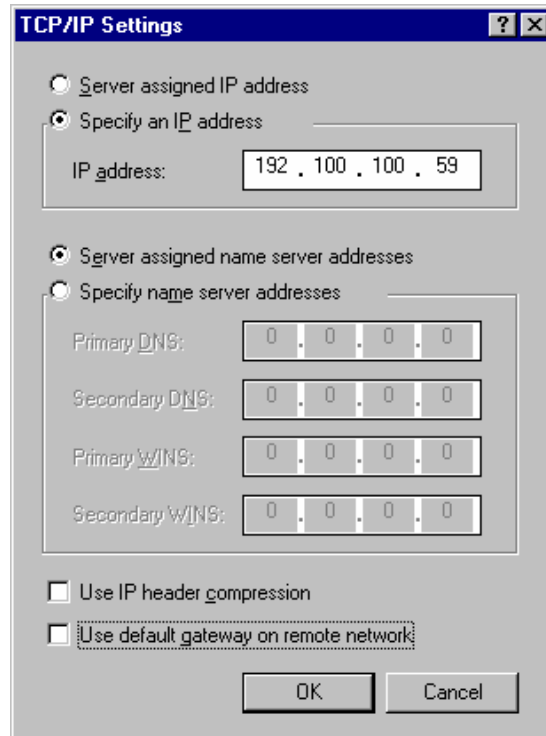 TCP/IP Settings
Server assigned IP address
Specify an IP address
IP address: 192 . 100 . 100 . 59
Server assigned name server addresses
Specify name server addresses
Primary DNS: 0 . 0 . 0 . 0
Secondary DNS: 0 . 0 . 0 . 0
Primary WINS: 0 . 0 . 0 . 0
Secondary WINS: 0 . 0 . 0 . 0
Use IP header compression
Use default gateway on remote network
OK Cancel